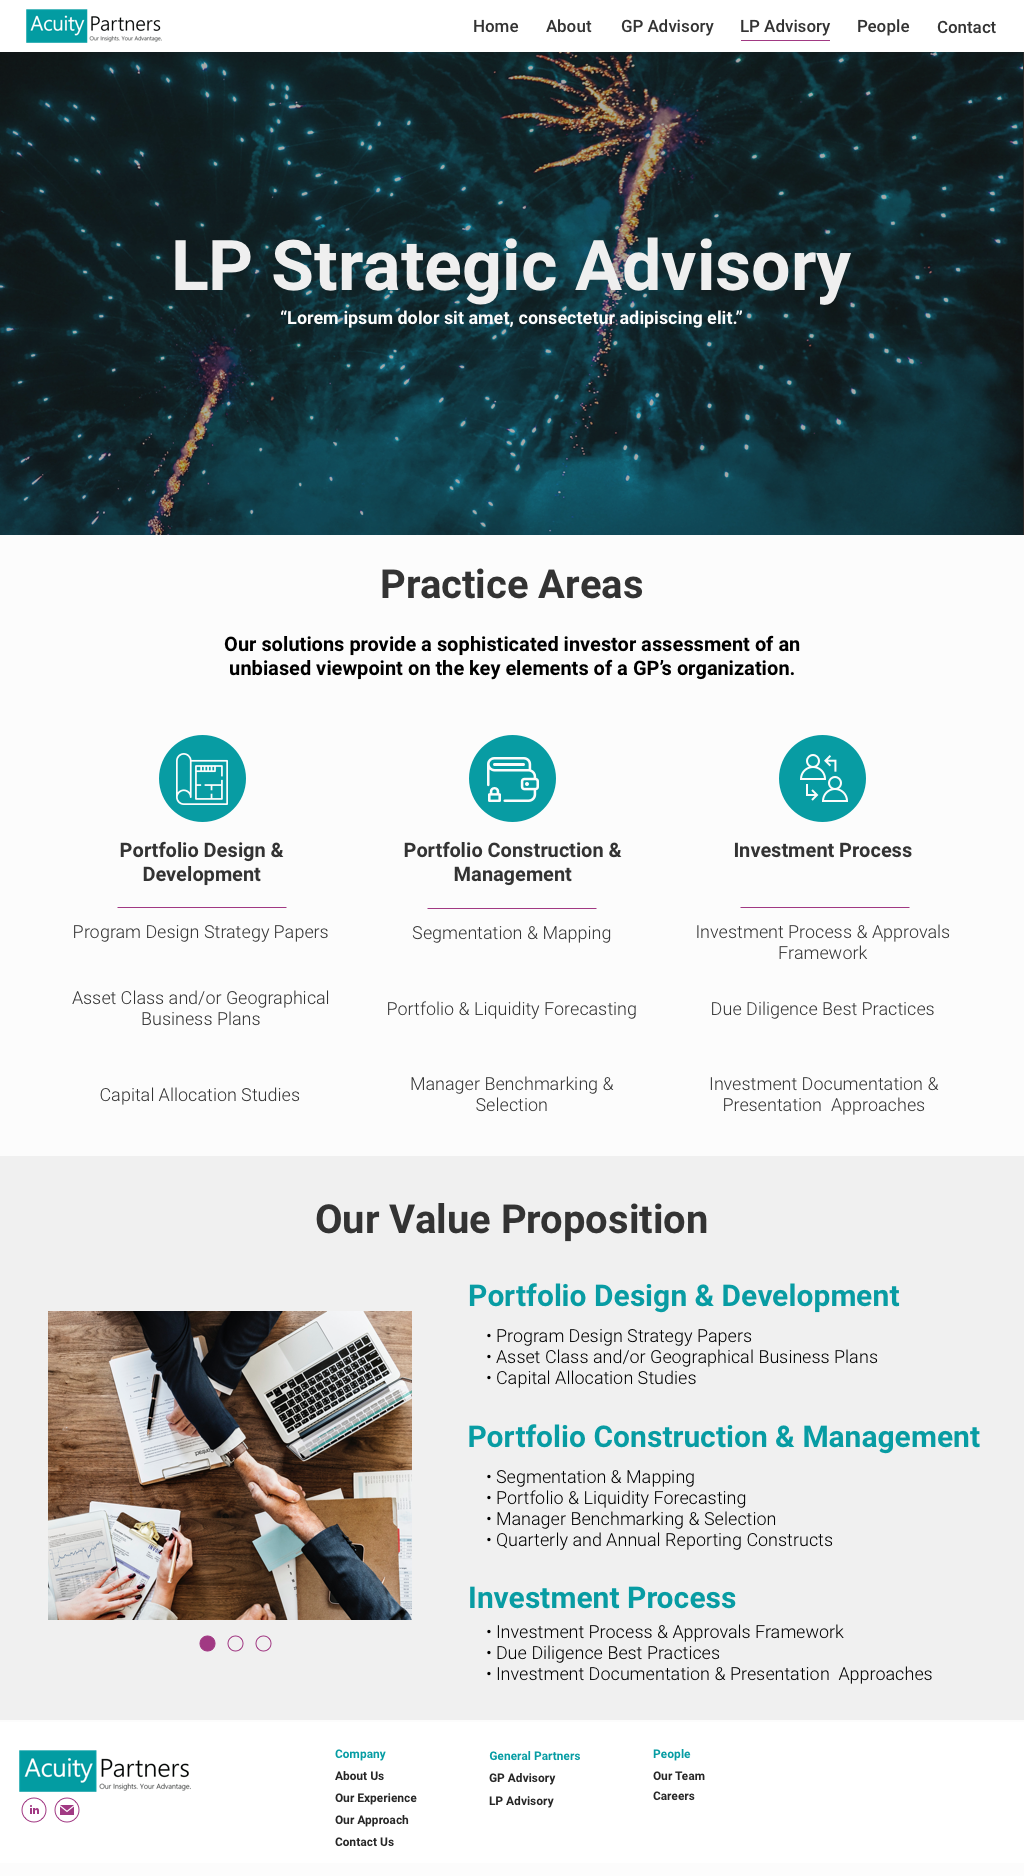 Acuity Partners
Our Insights. Your Advantage.
Home About GP Advisory LP Advisory People Contact
LP Strategic Advisory
“Lorem ipsum dolor sit amet, consectetur adipiscing elit.”
Practice Areas
Our solutions provide a sophisticated investor assessment of an
unbiased viewpoint on the key elements of a GP’s organization.
Portfolio Design &
Development
Program Design Strategy Papers
Asset Class and/or Geographical
Business Plans
Capital Allocation Studies
Portfolio Construction &
Management
Segmentation & Mapping
Portfolio & Liquidity Forecasting
Manager Benchmarking &
Selection
Investment Process
Investment Process & Approvals
Framework
Due Diligence Best Practices
Investment Documentation &
Presentation  Approaches
Our Value Proposition
Contract
Portfolio Design & Development
• Program Design Strategy Papers
• Asset Class and/or Geographical Business Plans
• Capital Allocation Studies
Portfolio Construction & Management
• Segmentation & Mapping
• Portfolio & Liquidity Forecasting
• Manager Benchmarking & Selection
• Quarterly and Annual Reporting Constructs
Investment Process
• Investment Process & Approvals Framework
• Due Diligence Best Practices
• Investment Documentation & Presentation  Approaches
Acuity Partners
Our Insights. Your Advantage.
in
Company
About Us
Our Experience
Our Approach
Contact Us
General Partners
GP Advisory
LP Advisory
People
Our Team
Careers